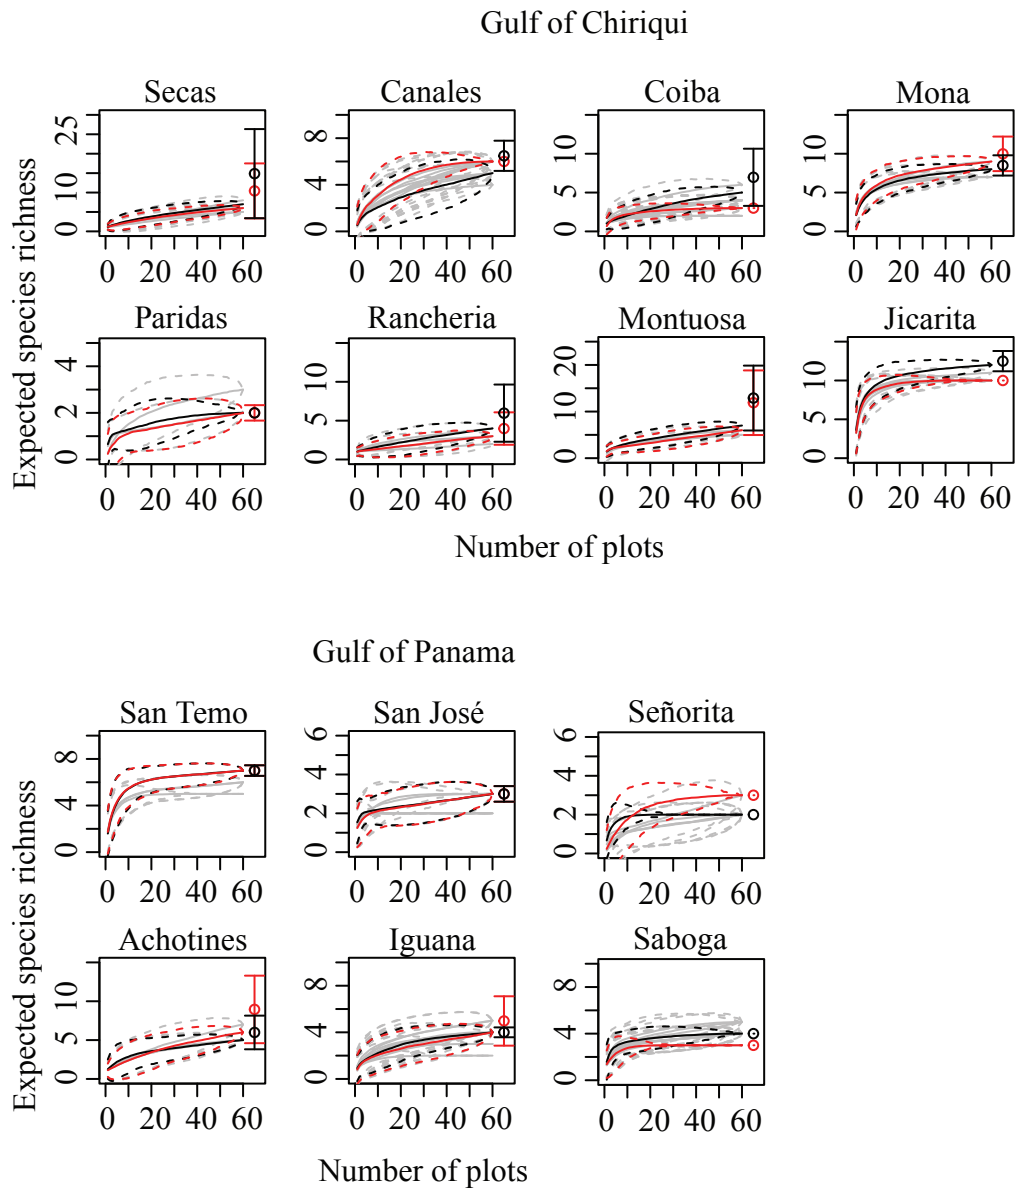 Gulf of Chiriqui
Expected species richness
Secas
0 10 25
0 20 40 60
Canales
0 4 8
0 20 40 60
Coiba
0 5 10
0 20 40 60
Mona
0 5 10
0 20 40 60
Paridas
0 2 4
0 20 40 60
Rancheria
0 5 10
0 20 40 60
Montuosa
0 10 20
0 20 40 60
Jicarita
0 5 10
0 20 40 60
Number of plots
Gulf of Panama
Expected species richness
San Temo
0 4 8
0 20 40 60
San José
0 2 4 6
0 20 40 60
Señorita
0 2 4 6
0 20 40 60
Achotines
0 5 10
0 20 40 60
Iguana
0 4 8
0 20 40 60
Saboga
0 4 8
0 20 40 60
Number of plots